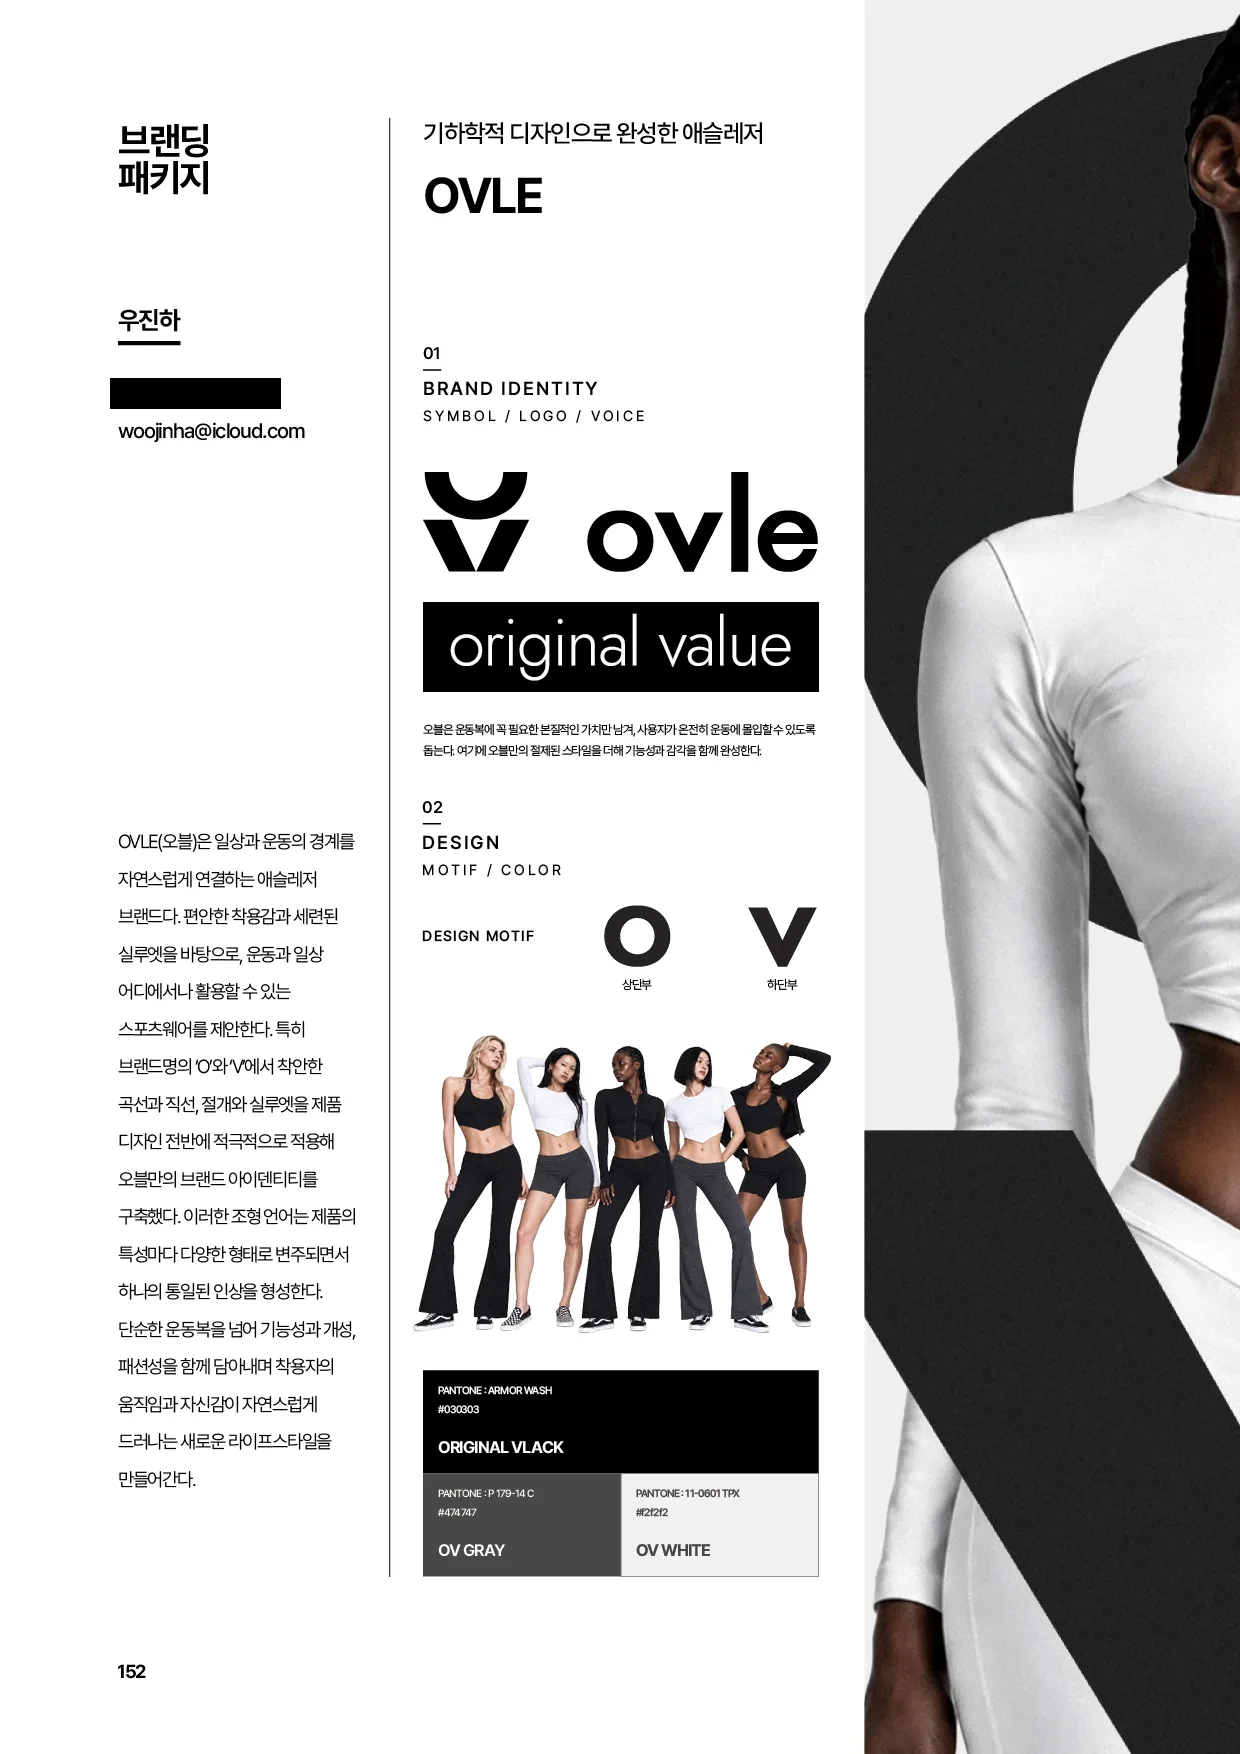 브랜딩
패키지
우진하
woojinha@icloud.com
OVLE(오블)은 일상과 운동의 경계를
자연스럽게 연결하는 애슬레저
브랜드다. 편안한 착용감과 세련된
실루엣을 바탕으로, 운동과 일상
어디에서나 활용할 수 있는
스포츠웨어를 제안한다. 특히
브랜드명의 ‘O’와 ‘V’에서 착안한
곡선과 직선, 절개와 실루엣을 제품
디자인 전반에 적극적으로 적용해
오블만의 브랜드 아이덴티티를
구축했다. 이러한 조형 언어는 제품의
특성마다 다양한 형태로 변주되면서
하나의 통일된 인상을 형성한다.
단순한 운동복을 넘어 기능성과 개성,
패션성을 함께 담아내며 착용자의
움직임과 자신감이 자연스럽게
드러나는 새로운 라이프스타일을
만들어간다.
152
기하학적 디자인으로 완성한 애슬레저
OVLE
01
BRAND IDENTITY
SYMBOL / LOGO / VOICE
ovle
original value
오블은 운동복에 꼭 필요한 본질적인 가치만 남겨, 사용자가 온전히 운동에 몰입할 수 있도록
돕는다. 여기에 오블만의 절제된 스타일을 더해 기능성과 감각을 함께 완성한다.
02
DESIGN
MOTIF / COLOR
DESIGN MOTIF
O V
상단부 하단부
PANTONE : ARMOR WASH
#030303
ORIGINAL VLACK
PANTONE : P 179-14 C
#474747
OV GRAY
PANTONE : 11-0601 TPX
#f2f2f2
OV WHITE